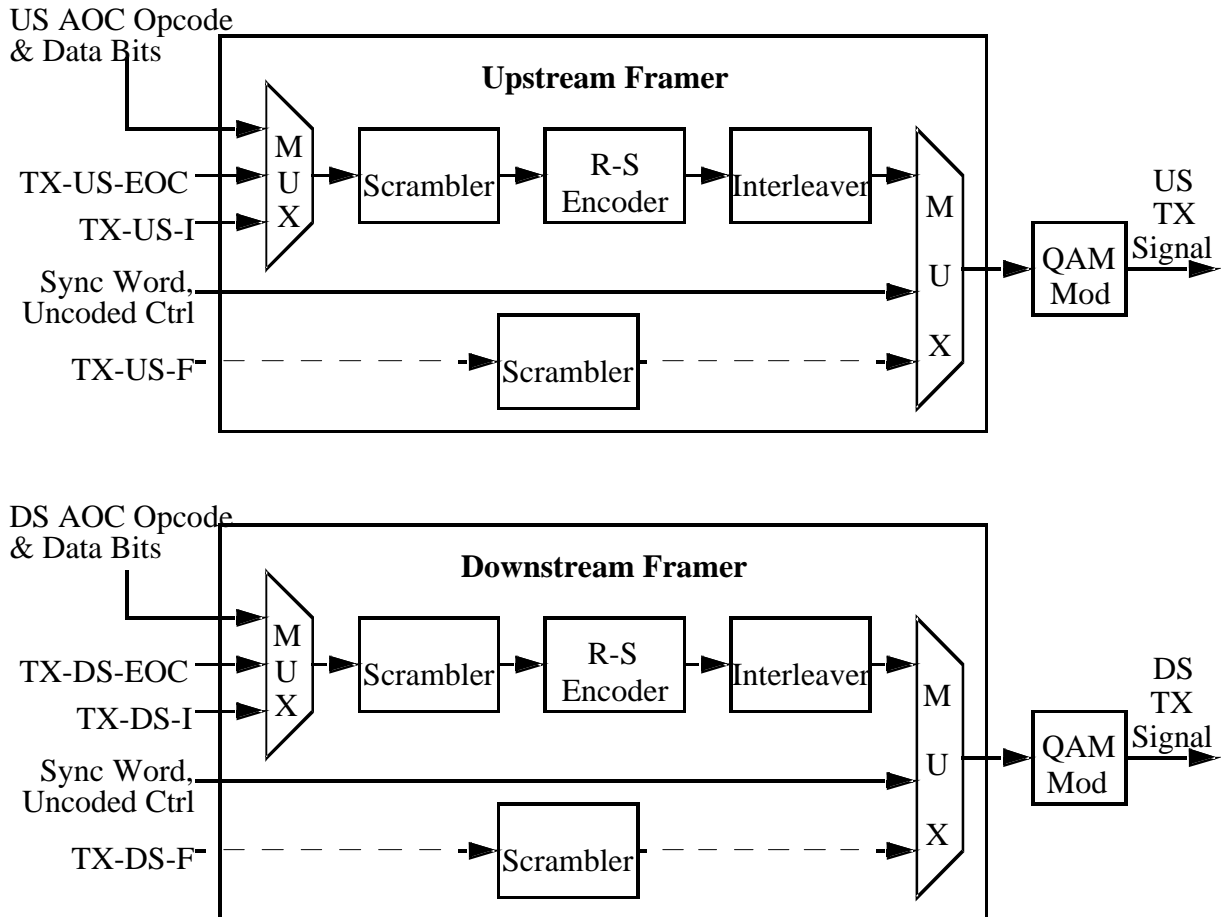 US AOC Opcode
& Data Bits
Upstream Framer
TX-US-EOC
TX-US-I
M
U
X
Scrambler
R-S
Encoder
Interleaver
Sync Word,
Uncoded Ctrl
TX-US-F
Scrambler
M
U
X
QAM
Mod
US
TX
Signal
DS AOC Opcode
& Data Bits
Downstream Framer
TX-DS-EOC
TX-DS-I
M
U
X
Scrambler
R-S
Encoder
Interleaver
Sync Word,
Uncoded Ctrl
TX-DS-F
Scrambler
M
U
X
QAM
Mod
DS
TX
Signal